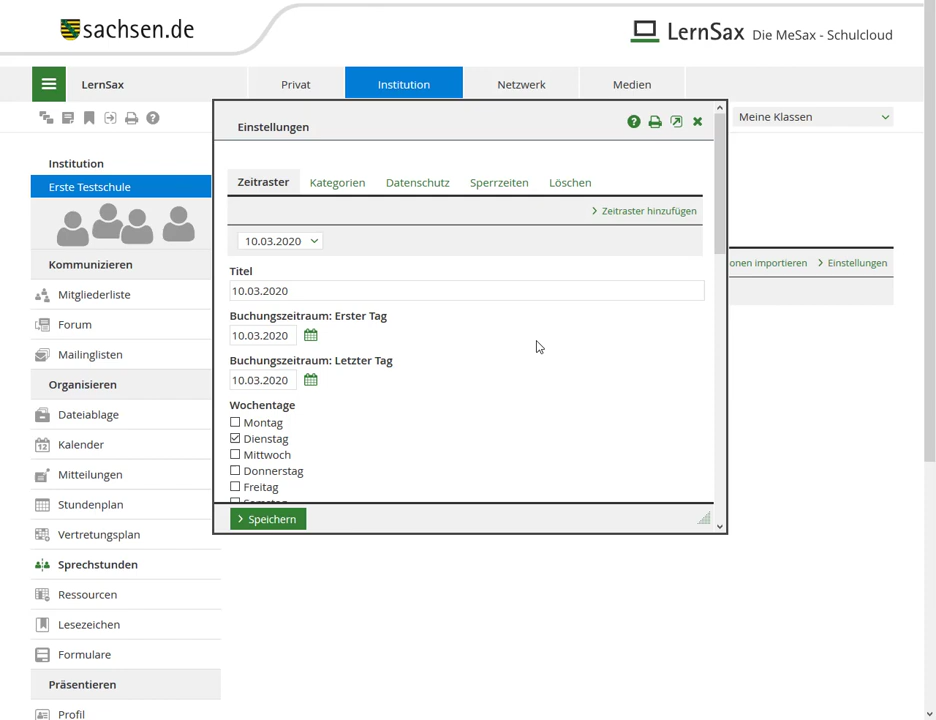 sachsen.de
LernSax Die MeSax - Schulcloud
LernSax
Privat
Institution
Netzwerk
Medien
Meine Klassen
Institution
Erste Testschule
Kommunizieren
Mitgliederliste
Forum
Mailinglisten
Organisieren
Dateiablage
12 Kalender
Mitteilungen
Stundenplan
Vertretungsplan
Sprechstunden
Ressourcen
Lesezeichen
Formulare
Präsentieren
Profil
Einstellungen
Zeitraster
Kategorien
Datenschutz
Sperrzeiten
Löschen
Zeitraster hinzufügen
10.03.2020
Titel
10.03.2020
Buchungszeitraum: Erster Tag
10.03.2020
Buchungszeitraum: Letzter Tag
10.03.2020
Wochentage
Montag
Dienstag
Mittwoch
Donnerstag
Freitag
Speichern
onen importieren
Einstellungen